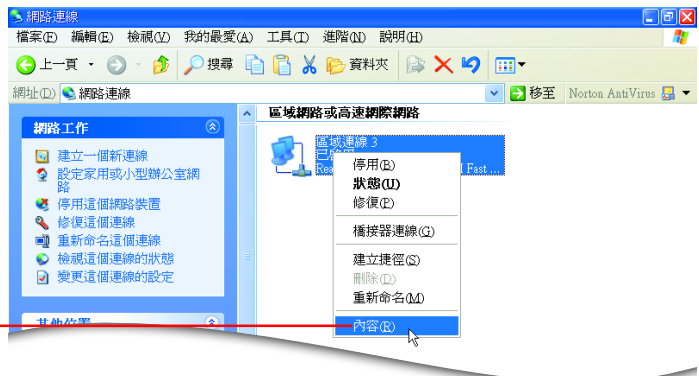 網路連線
檔案(F) 編輯(E) 檢視(V) 我的最愛(A) 工具(T) 進階(N) 說明(H)
上一頁 搜尋 資料夾
網址(D) 網路連線 移至 Norton AntiVirus
網路工作
建立一個新連線
設定家用或小型辦公室網
路
停用這個網路裝置
修復這個連線
重新命名這個連線
檢視這個連線的狀態
變更這個連線的設定
其他位置
區域網路或高速網際網路
區域連線 3
已啟用
Rea
Fast ...
停用(B)
狀態(U)
修復(P)
橋接器連線(G)
建立捷徑(S)
刪除(D)
重新命名(M)
內容(R)